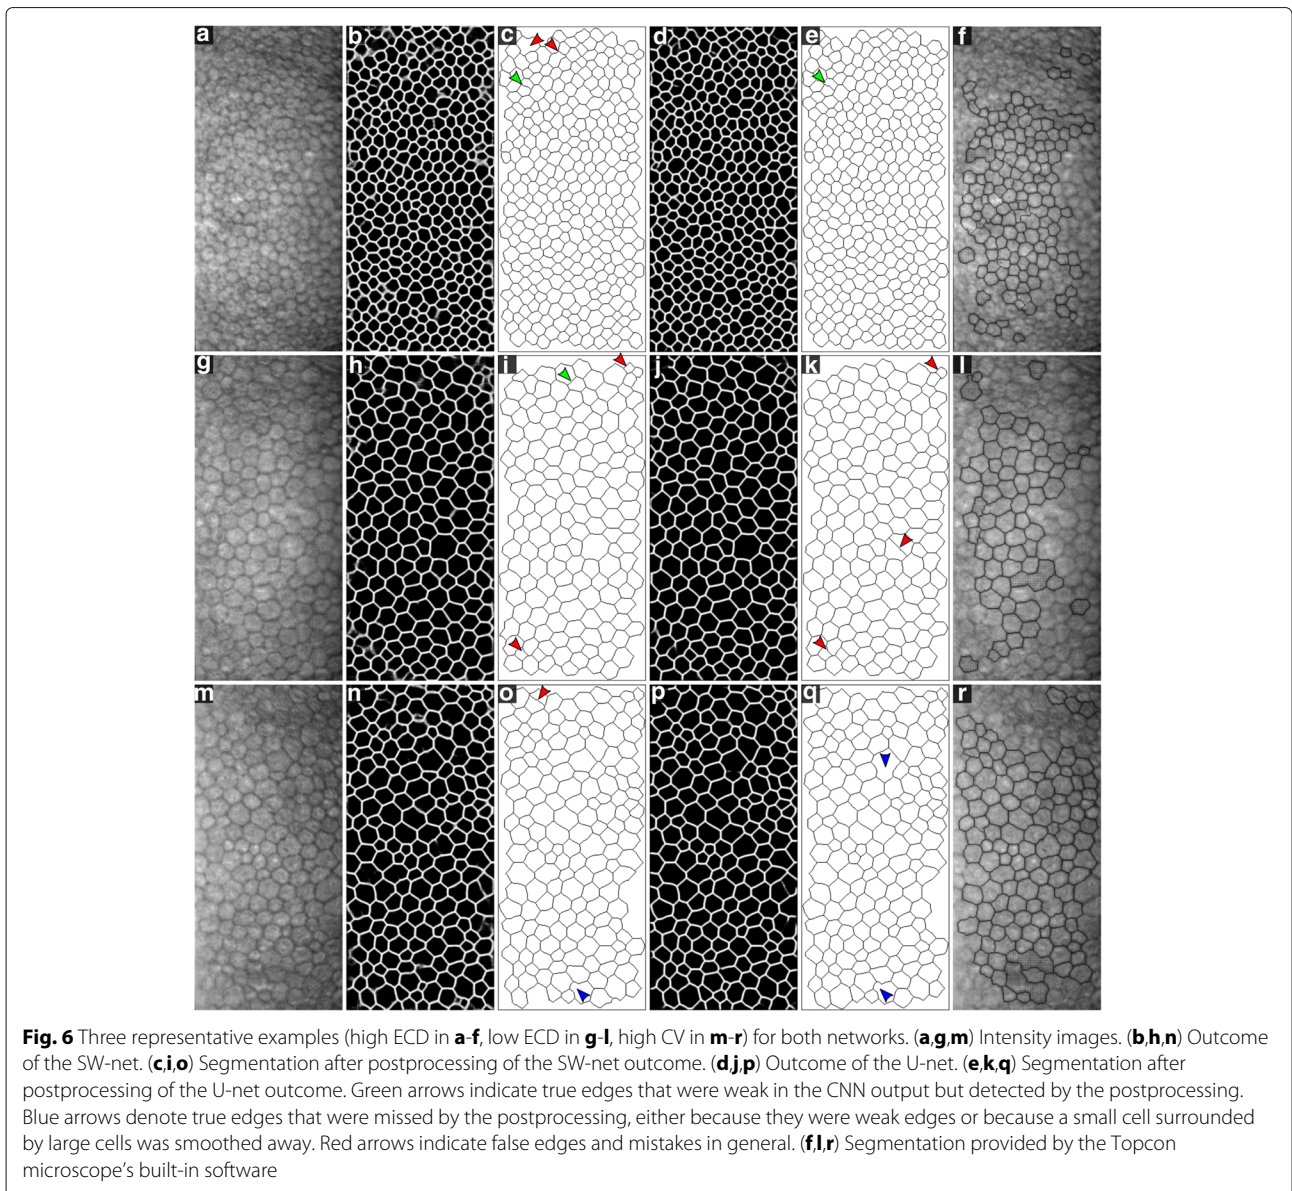 a b c d e f
g h i j k l
m n o p q r
Fig. 6 Three representative examples (high ECD in a-f, low ECD in g-l, high CV in m-r) for both networks. (a,g,m) Intensity images. (b,h,n) Outcome
of the SW-net. (c,i,o) Segmentation after postprocessing of the SW-net outcome. (d,j,p) Outcome of the U-net. (e,k,q) Segmentation after
postprocessing of the U-net outcome. Green arrows indicate true edges that were weak in the CNN output but detected by the postprocessing.
Blue arrows denote true edges that were missed by the postprocessing, either because they were weak edges or because a small cell surrounded
by large cells was smoothed away. Red arrows indicate false edges and mistakes in general. (f,l,r) Segmentation provided by the Topcon
microscope's built-in software